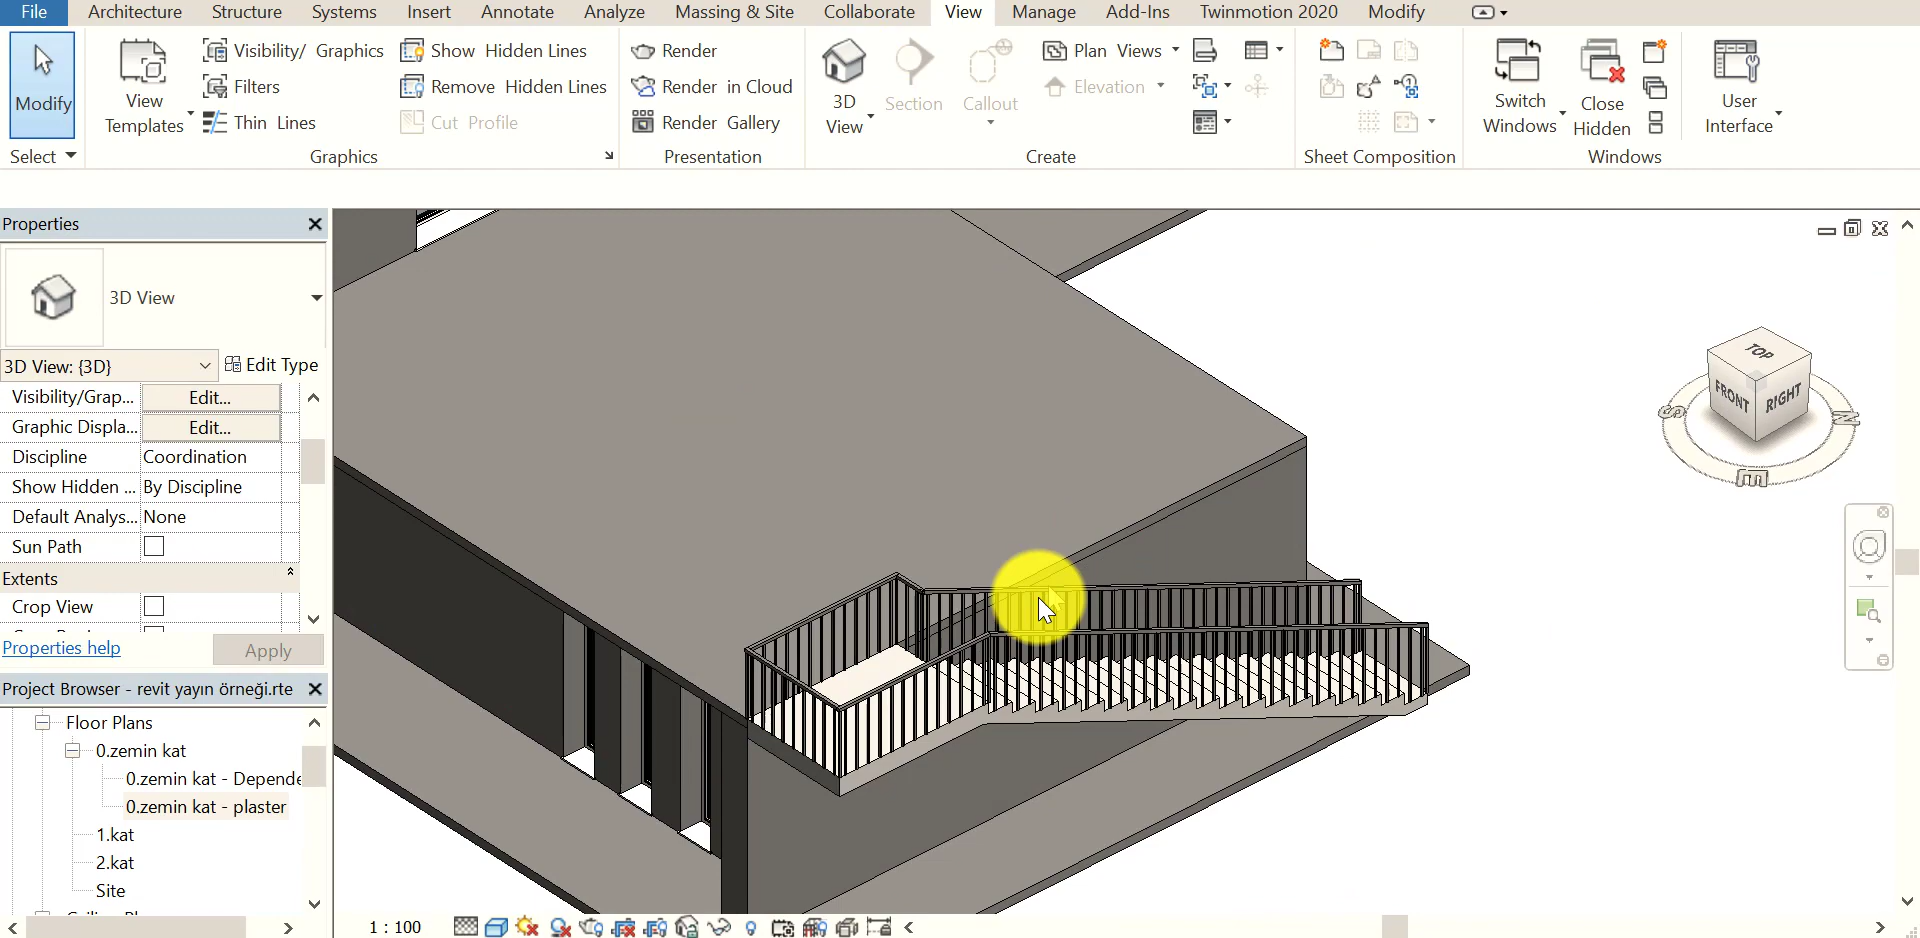 File Architecture Structure Systems Insert Annotate Analyze Massing & Site Collaborate View Manage Add-Ins Twinmotion 2020 Modify
Modify
Select
View
Templates
Visibility/ Graphics
Filters
Thin Lines
Show Hidden Lines
Remove Hidden Lines
Cut Profile
Graphics
Render
Render in Cloud
Render Gallery
Presentation
3D
View
Section
Callout
Plan Views
Elevation
Create
Sheet Composition
Switch
Windows
Close
Hidden
Windows
User
Interface
Properties
3D View
3D View: {3D}
Edit Type
Visibility/Grap... Edit...
Graphic Displa... Edit...
Discipline Coordination
Show Hidden ... By Discipline
Default Analys... None
Sun Path
Extents
Crop View
Properties help
Apply
Project Browser - revit yayın örneği.rte
Floor Plans
0.zemin kat
0.zemin kat - Depende
0.zemin kat - plaster
1.kat
2.kat
Site
TOP
FRONT
RIGHT
S
N
E
1 : 100